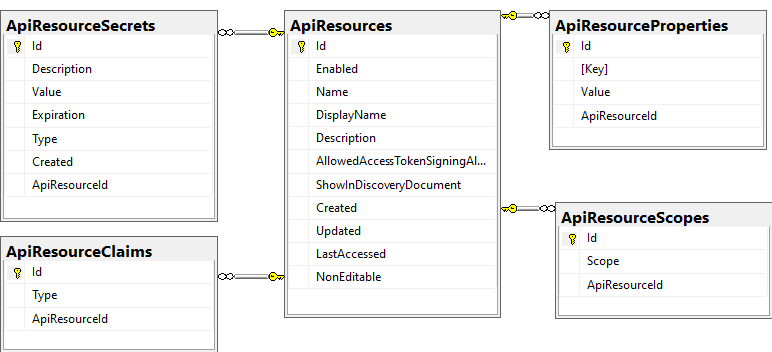 ApiResourceSecrets
Id
Description
Value
Expiration
Type
Created
ApiResourceId
ApiResourceClaims
Id
Type
ApiResourceId
ApiResources
Id
Enabled
Name
DisplayName
Description
AllowedAccessTokenSigningAl...
ShowInDiscoveryDocument
Created
Updated
LastAccessed
NonEditable
ApiResourceProperties
Id
[Key]
Value
ApiResourceId
ApiResourceScopes
Id
Scope
ApiResourceId